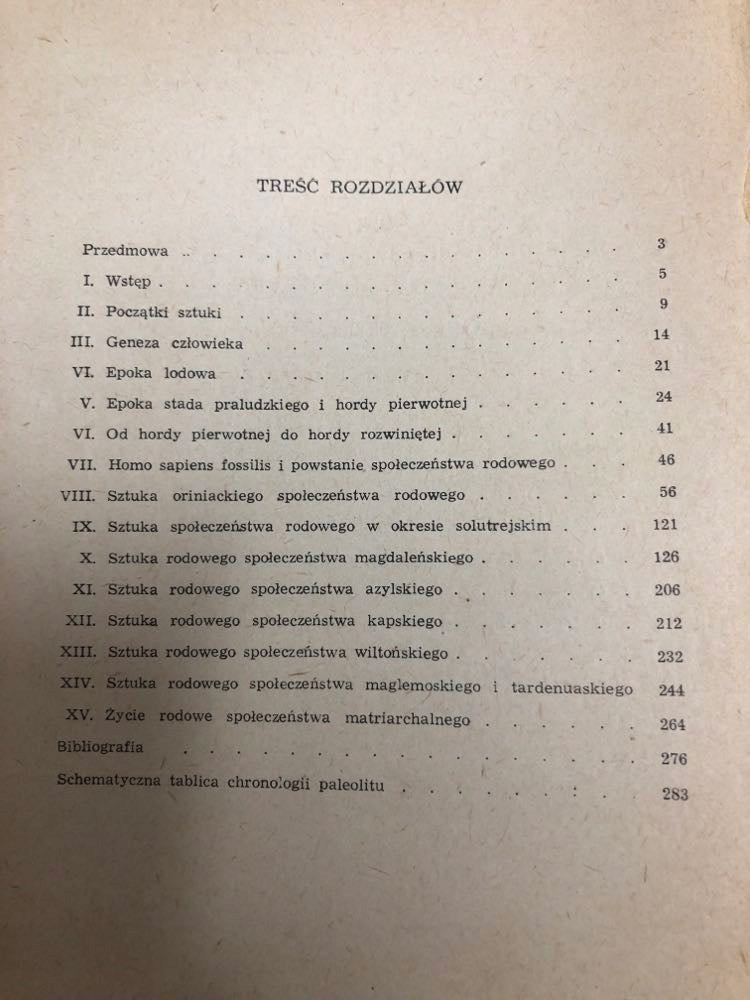 TREŚĆ ROZDZIAŁÓW
Przedmowa .. . . . . . . . . . . . . . . . 3
I. Wstęp . . . . . . . . . . . . . . . . . 5
II. Początki sztuki . . . . . . . . . . . . . . 9
III. Geneza człowieka . . . . . . . . . . . . . 14
VI. Epoka lodowa . . . . . . . . . . . . . . 21
V. Epoka stada praludzkiego i hordy pierwotnej . . . . . . 24
VI. Od hordy pierwotnej do hordy rozwiniętej . . . . . . . 41
VII. Homo sapiens fossilis i powstanie społeczeństwa rodowego . . . 46
VIII. Sztuka oriniackiego społeczeństwa rodowego . . . . . . 56
IX. Sztuka społeczeństwa rodowego w okresie solutrejskim . . . 121
X. Sztuka rodowego społeczeństwa magdaleńskiego . . . . . . 126
XI. Sztuka rodowego społeczeństwa azylskiego . . . . . . . 206
XII. Sztuka rodowego społeczeństwa kapskiego . . . . . . . 212
XIII. Sztuka rodowego społeczeństwa wiltońskiego . . . . . . 232
XIV. Sztuka rodowego społeczeństwa maglemoskiego i tardenuaskiego 244
XV. Życie rodowe społeczeństwa matriarchalnego . . . . . . 264
Bibliografia . . . . . . . . . . . . . . . . . 276
Schematyczna tablica chronologii paleolitu . . . . . . . . . 283